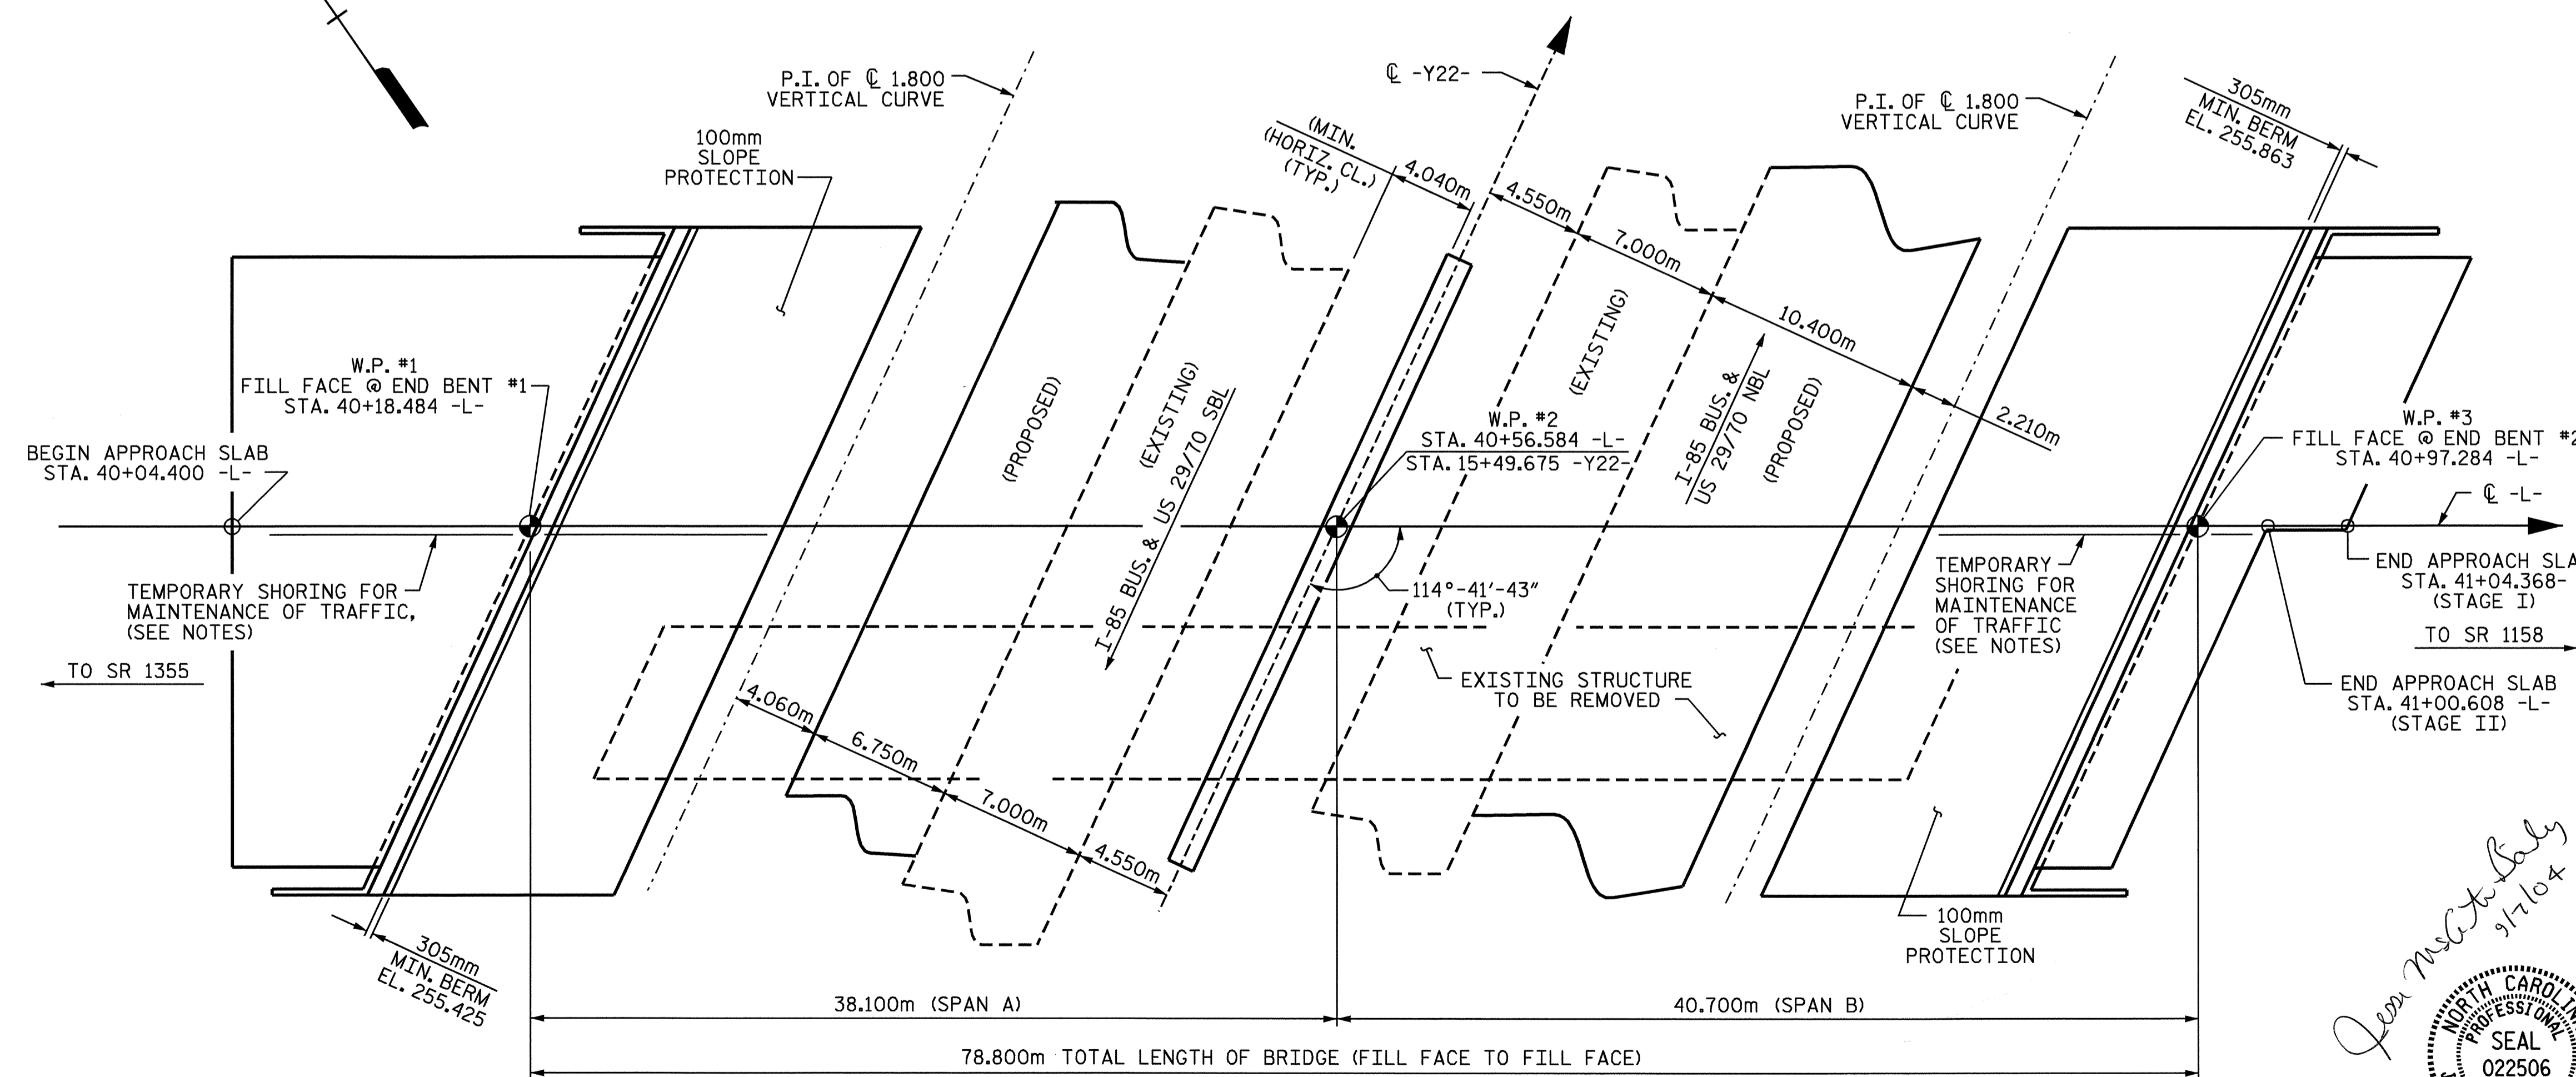 P.I. OF ℄ 1.800
VERTICAL CURVE
℄ -Y22-
P.I. OF ℄ 1.800
VERTICAL CURVE
305mm
MIN. BERM
EL. 255.863
100mm
SLOPE
PROTECTION
(MIN.
(HORIZ. CL.)
(TYP.)
4.040m
4.550m
7.000m
10.400m
2.210m
W.P. #1
FILL FACE @ END BENT #1
STA. 40+18.484 -L-
BEGIN APPROACH SLAB
STA. 40+04.400 -L-
(PROPOSED)
(EXISTING)
I-85 BUS. & US 29/70 SBL
(EXISTING)
I-85 BUS. &
US 29/70 NBL
(PROPOSED)
W.P. #2
STA. 40+56.584 -L-
STA. 15+49.675 -Y22-
W.P. #3
FILL FACE @ END BENT #2
STA. 40+97.284 -L-
℄ -L-
TEMPORARY SHORING FOR
MAINTENANCE OF TRAFFIC,
(SEE NOTES)
TO SR 1355
114°-41'-43"
(TYP.)
TEMPORARY
SHORING FOR
MAINTENANCE
OF TRAFFIC
(SEE NOTES)
END APPROACH SLA
STA. 41+04.368-
(STAGE I)
TO SR 1158
END APPROACH SLAB
STA. 41+00.608 -L-
(STAGE II)
EXISTING STRUCTURE
TO BE REMOVED
4.060m
6.750m
7.000m
4.550m
305mm
MIN. BERM
EL. 255.425
100mm
SLOPE
PROTECTION
38.100m (SPAN A)
40.700m (SPAN B)
78.800m TOTAL LENGTH OF BRIDGE (FILL FACE TO FILL FACE)
9/7/04
NORTH CAROLIN
PROFESSIONAL
SEAL
022506